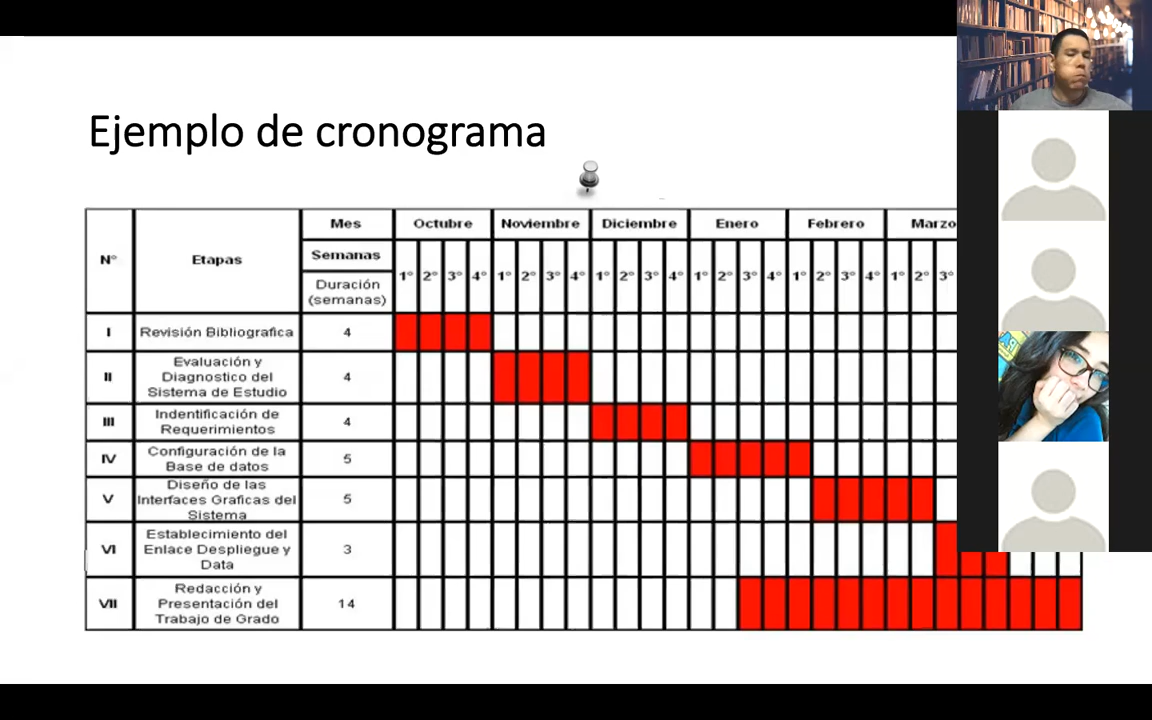 Ejemplo de cronograma
N° Etapas Mes Octubre Noviembre Diciembre Enero Febrero Marzo
Semanas 1° 2° 3° 4° 1° 2° 3° 4° 1° 2° 3° 4° 1° 2° 3° 4° 1° 2° 3° 4° 1° 2° 3°
Duración
(semanas)
I Revisión Bibliografica 4
II Evaluación y
Diagnostico del
Sistema de Estudio 4
III Indentificación de
Requerimientos 4
IV Configuración de la
Base de datos 5
V Diseño de las
Interfaces Graficas del
Sistema 5
VI Establecimiento del
Enlace Despliegue y
Data 3
VII Redacción y
Presentación del
Trabajo de Grado 14